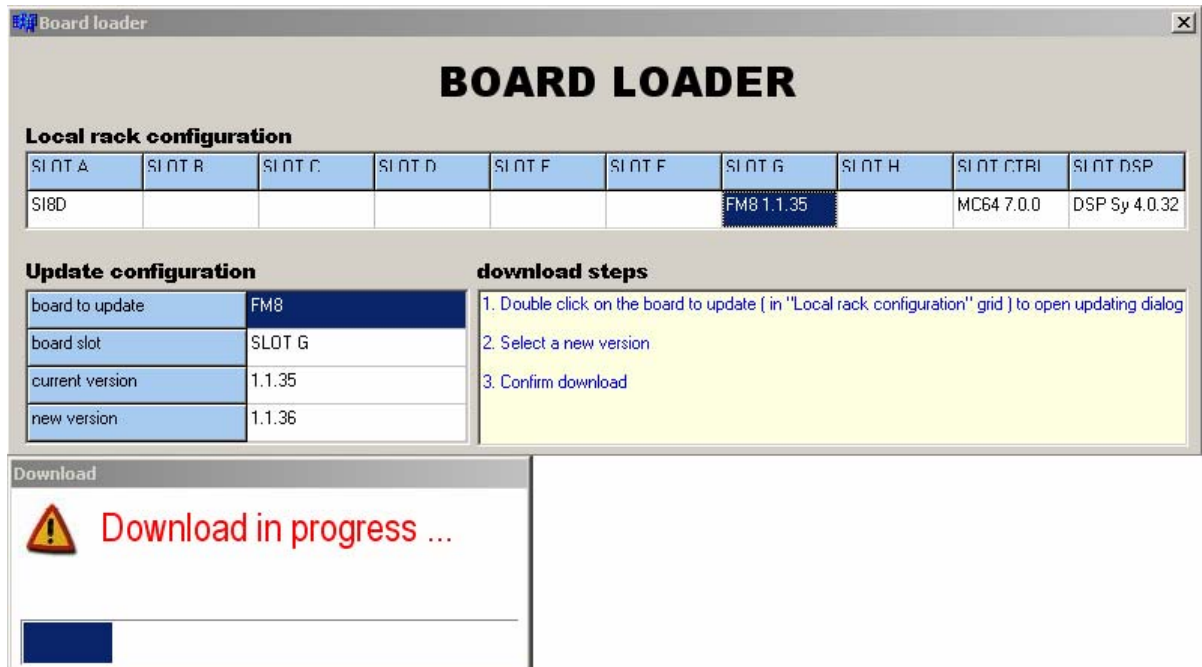 Board loader
BOARD LOADER
Local rack configuration
SLOT A SLOT B SLOT C SLOT D SLOT E SLOT F SLOT G SLOT H SLOT CTRL SLOT DSP
SI8D FM8 1.1.35 MC64 7.0.0 DSP Sy 4.0.32
Update configuration
board to update FM8
board slot SLOT G
current version 1.1.35
new version 1.1.36
download steps
1. Double click on the board to update ( in "Local rack configuration" grid ) to open updating dialog
2. Select a new version
3. Confirm download
Download
Download in progress ...